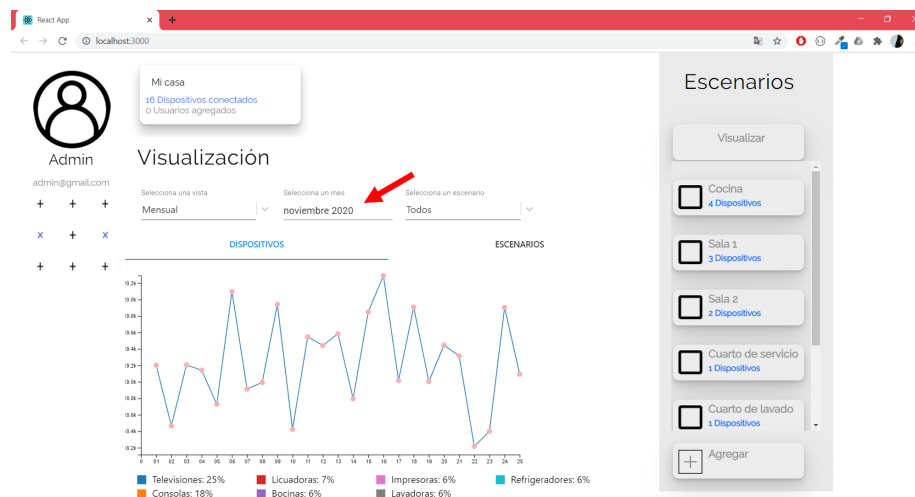 React App
localhost:3000
Admin
admin@gmail.com
Mi casa
16 Dispositivos conectados
0 Usuarios agregados
Visualización
Selecciona una vista
Selecciona un mes
Selecciona un escenario
Mensual
noviembre 2020
Todos
DISPOSITIVOS
ESCENARIOS
0 01 02 03 04 05 06 07 08 09 10 11 12 13 14 15 16 17 18 19 20 21 22 23 24 25
Televisiones: 25%
Licuadoras: 7%
Impresoras: 6%
Refrigeradores: 6%
Consolas: 18%
Bocinas: 6%
Lavadoras: 6%
Escenarios
Visualizar
Cocina
4 Dispositivos
Sala 1
3 Dispositivos
Sala 2
2 Dispositivos
Cuarto de servicio
1 Dispositivos
Cuarto de lavado
1 Dispositivos
Agregar